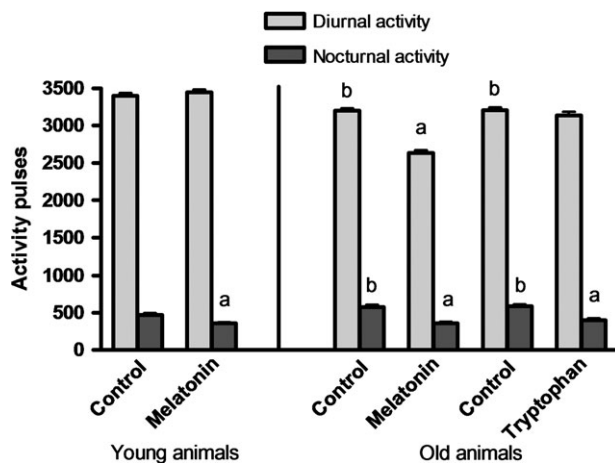 Diurnal activity
Nocturnal activity
Activity pulses
3500
3000
2500
2000
1500
1000
500
0
b
b
a
a
b
a
b
a
Control
Melatonin
Control
Melatonin
Control
Tryptophan
Young animals
Old animals